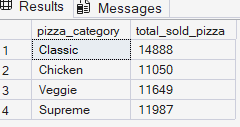 Results Messages
pizza_category total_sold_pizza
1 Classic 14888
2 Chicken 11050
3 Veggie 11649
4 Supreme 11987